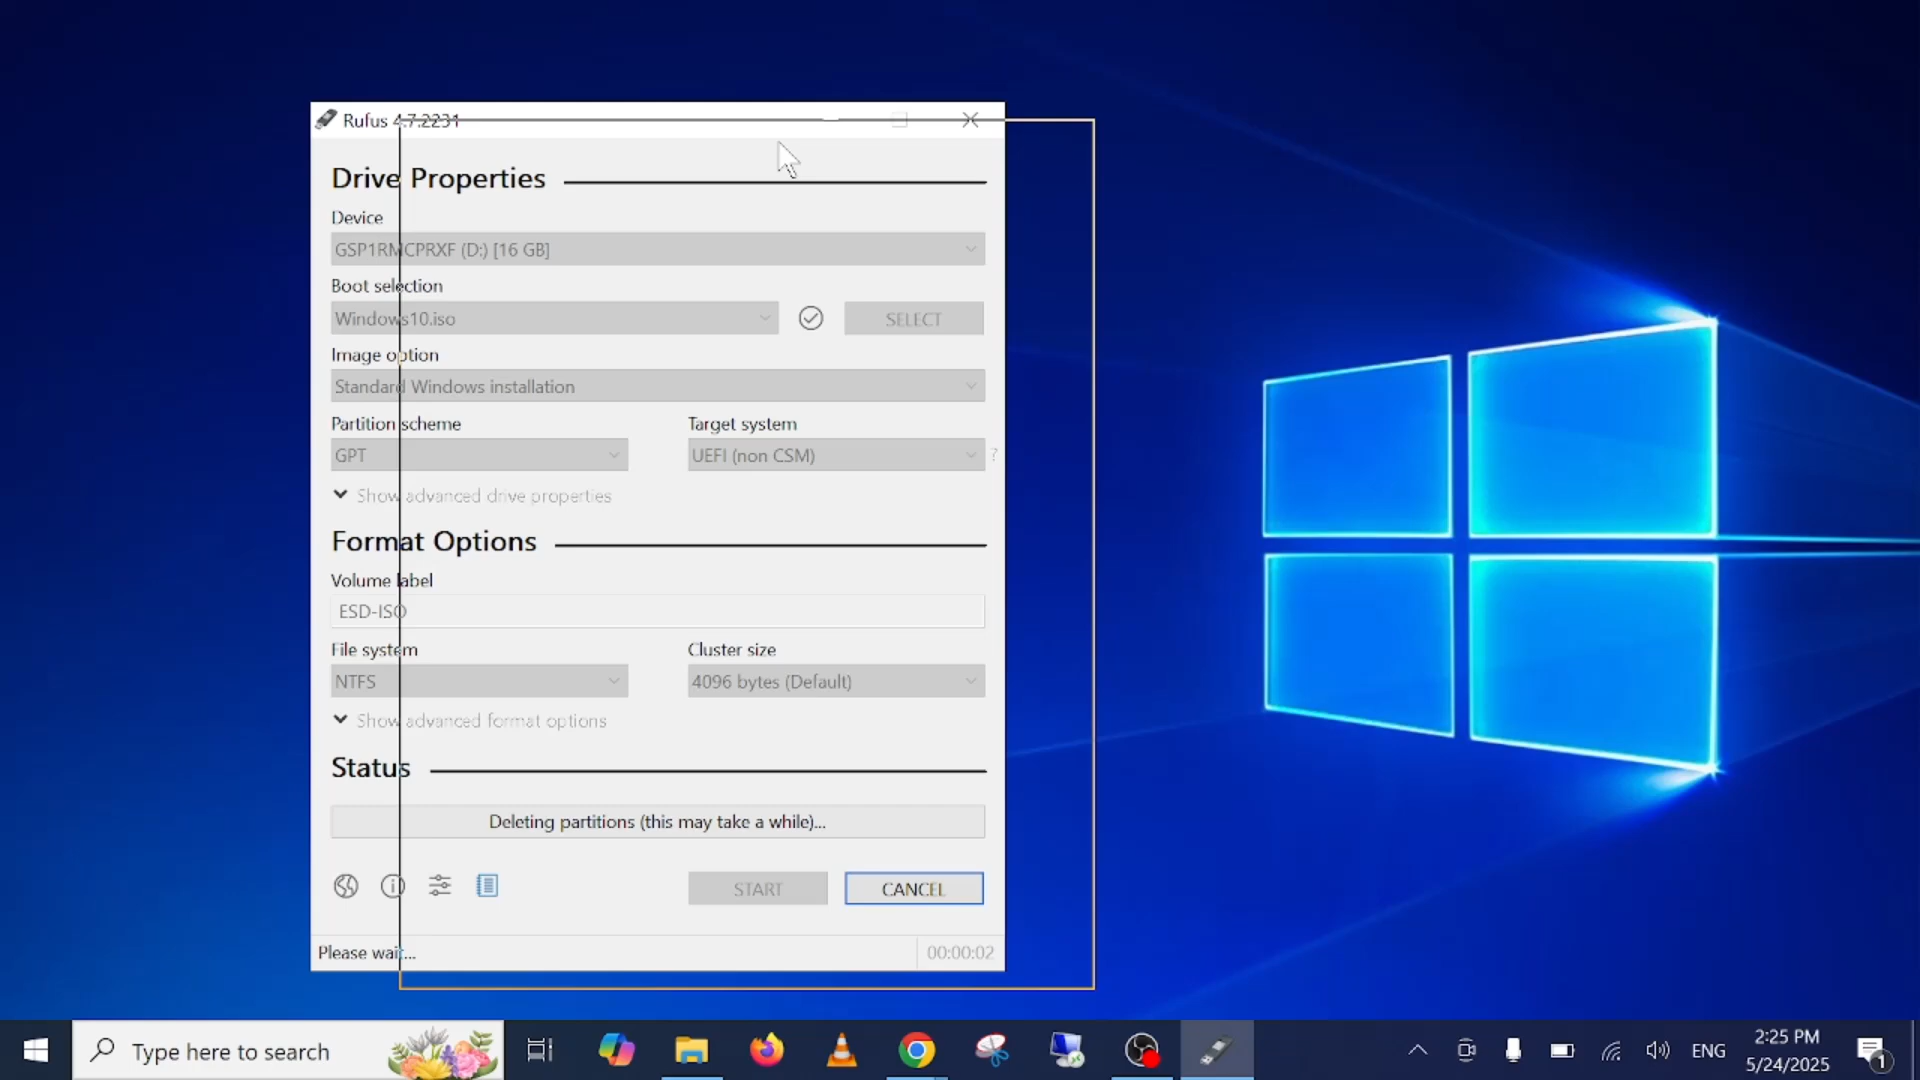 Rufus 4.7.2231
Drive Properties
Device
GSP1RMCPRXF (D:) [16 GB]
Boot selection
Windows10.iso
SELECT
Image option
Standard Windows installation
Partition scheme
Target system
GPT
UEFI (non CSM)
?
Show advanced drive properties
Format Options
Volume label
ESD-ISO
File system
Cluster size
NTFS
4096 bytes (Default)
Show advanced format options
Status
Deleting partitions (this may take a while)...
START
CANCEL
Please wait...
00:00:02
Type here to search
ENG
2:25 PM
5/24/2025
1